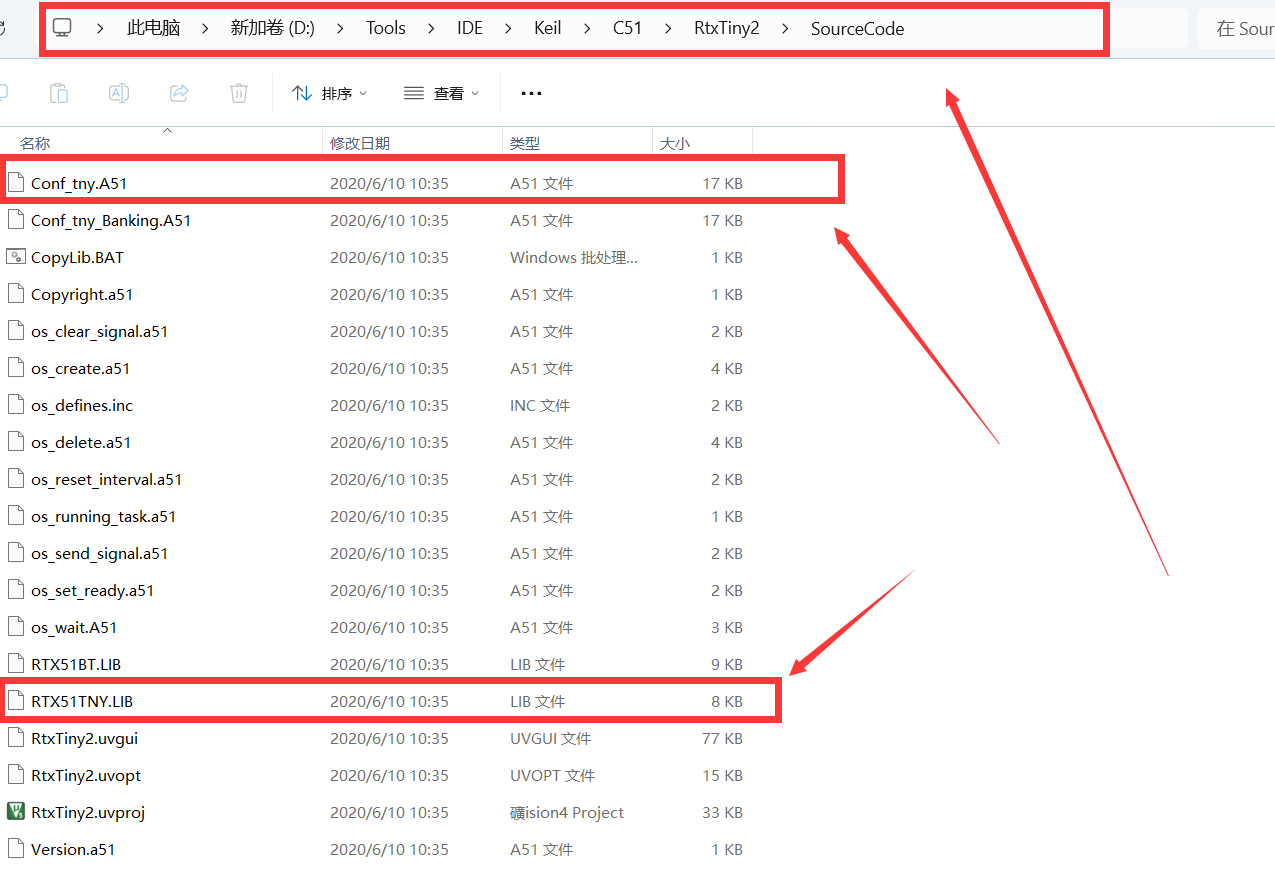 此电脑 > 新加卷 (D:) > Tools > IDE > Keil > C51 > RtxTiny2 > SourceCode 在 Sour
排序 查看 •••
名称 修改日期 类型 大小
Conf_tny.A51 2020/6/10 10:35 A51 文件 17 KB
Conf_tny_Banking.A51 2020/6/10 10:35 A51 文件 17 KB
CopyLib.BAT 2020/6/10 10:35 Windows 批处理... 1 KB
Copyright.a51 2020/6/10 10:35 A51 文件 1 KB
os_clear_signal.a51 2020/6/10 10:35 A51 文件 2 KB
os_create.a51 2020/6/10 10:35 A51 文件 4 KB
os_defines.inc 2020/6/10 10:35 INC 文件 2 KB
os_delete.a51 2020/6/10 10:35 A51 文件 4 KB
os_reset_interval.a51 2020/6/10 10:35 A51 文件 2 KB
os_running_task.a51 2020/6/10 10:35 A51 文件 1 KB
os_send_signal.a51 2020/6/10 10:35 A51 文件 2 KB
os_set_ready.a51 2020/6/10 10:35 A51 文件 2 KB
os_wait.A51 2020/6/10 10:35 A51 文件 3 KB
RTX51BT.LIB 2020/6/10 10:35 LIB 文件 9 KB
RTX51TNY.LIB 2020/6/10 10:35 LIB 文件 8 KB
RtxTiny2.uvgui 2020/6/10 10:35 UVGUI 文件 77 KB
RtxTiny2.uvopt 2020/6/10 10:35 UVOPT 文件 15 KB
RtxTiny2.uvproj 2020/6/10 10:35 礦ision4 Project 33 KB
Version.a51 2020/6/10 10:35 A51 文件 1 KB